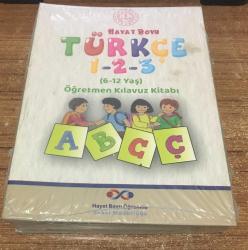 HAYAT BOYU
TÜRKÇE
1-2-3
(6-12 Yaş)
Öğretmen Kılavuz Kitabı
A B C Ç
Hayat Boyu Öğrenme
Genel Müdürlüğü